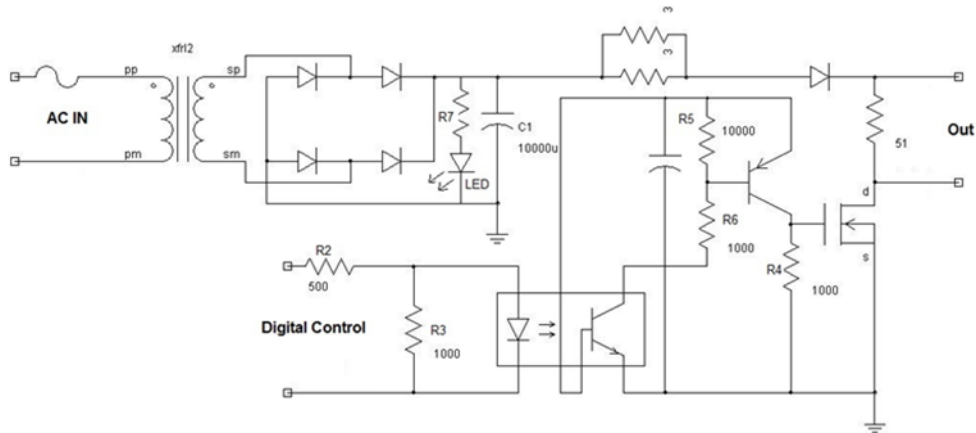 xfrl2
pp
sp
AC IN
pm
sm
R7
C1
10000u
LED
3
3
R5
10000
R6
1000
R4
1000
51
Out
d
s
R2
500
Digital Control
R3
1000